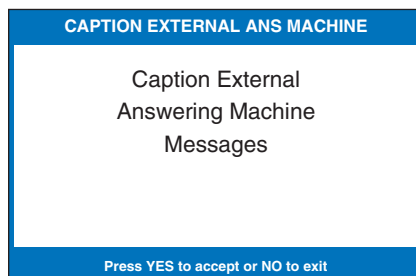 CAPTION EXTERNAL ANS MACHINE
Caption External
Answering Machine
Messages
Press YES to accept or NO to exit